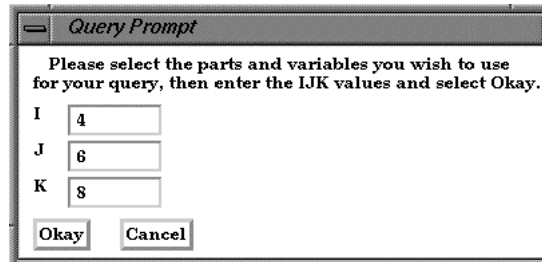 Query Prompt
Please select the parts and variables you wish to use
for your query, then enter the IJK values and select Okay.
I 4
J 6
K 8
Okay Cancel